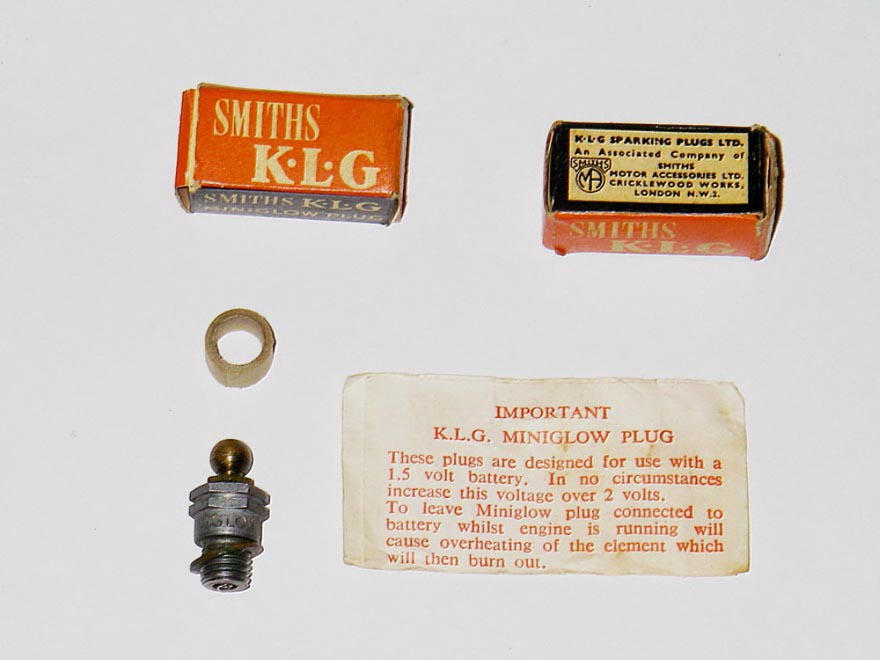 SMITHS
K·L·G
SMITHS K·L·G
MINIGLOW PLUG
K·L·G SPARKING PLUGS LTD.
An Associated Company of
SMITHS
MOTOR ACCESSORIES LTD.
CRICKLEWOOD WORKS,
LONDON N.W.2.
SMITHS
MA
SMITHS
K·L·G
IMPORTANT
K.L.G. MINIGLOW PLUG
These plugs are designed for use with a
1.5 volt battery. In no circumstances
increase this voltage over 2 volts.
To leave Miniglow plug connected to
battery whilst engine is running will
cause overheating of the element which
will then burn out.